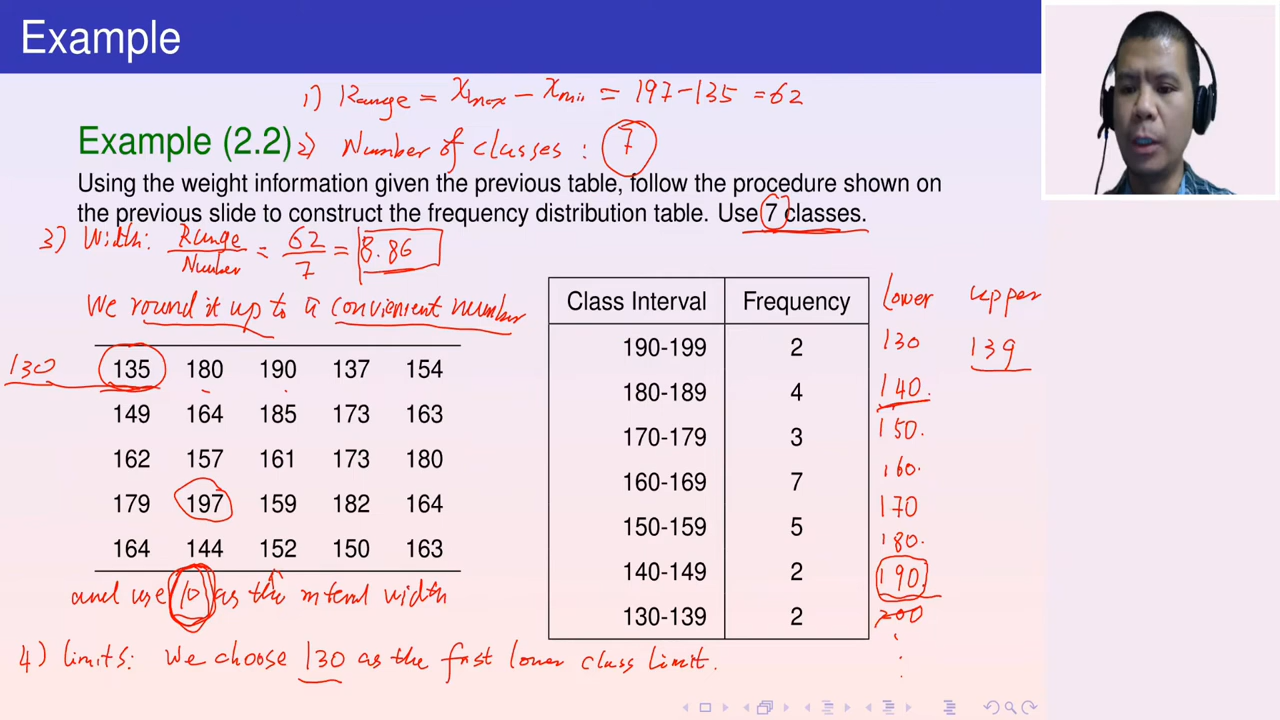 Example
1) Range = Xmax - Xmin = 197-135 = 62
Example (2.2)
2) Number of classes : 7
Using the weight information given the previous table, follow the procedure shown on
the previous slide to construct the frequency distribution table. Use 7 classes.
3) Width: Range/Number = 62/7 = 8.86
We round it up to a convienient number
130
135 180 190 137 154
149 164 185 173 163
162 157 161 173 180
179 197 159 182 164
164 144 152 150 163
and use 10 as the interal width
Class Interval Frequency
190-199 2
180-189 4
170-179 3
160-169 7
150-159 5
140-149 2
130-139 2
lower upper
130 139
140.
150.
160.
170
180.
190.
200
4) limits: We choose 130 as the fast lower class limit.